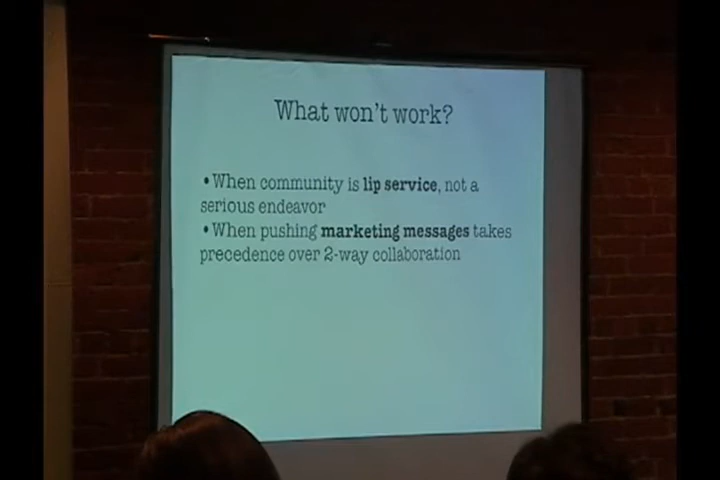 What won't work?
•When community is lip service, not a
serious endeavor
•When pushing marketing messages takes
precedence over 2-way collaboration